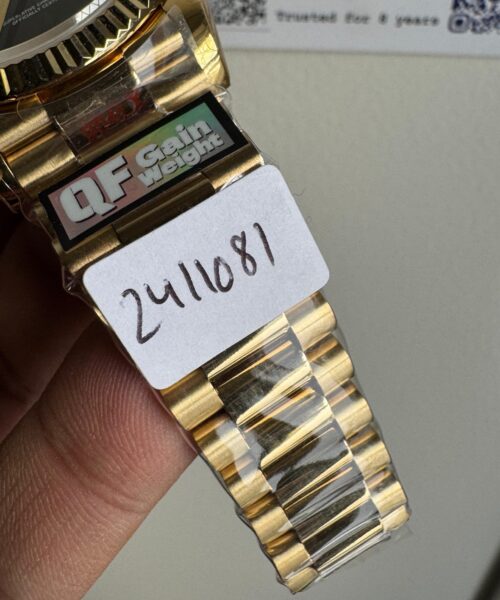 Trusted for 8 years
QF Gain
Weight
2411081